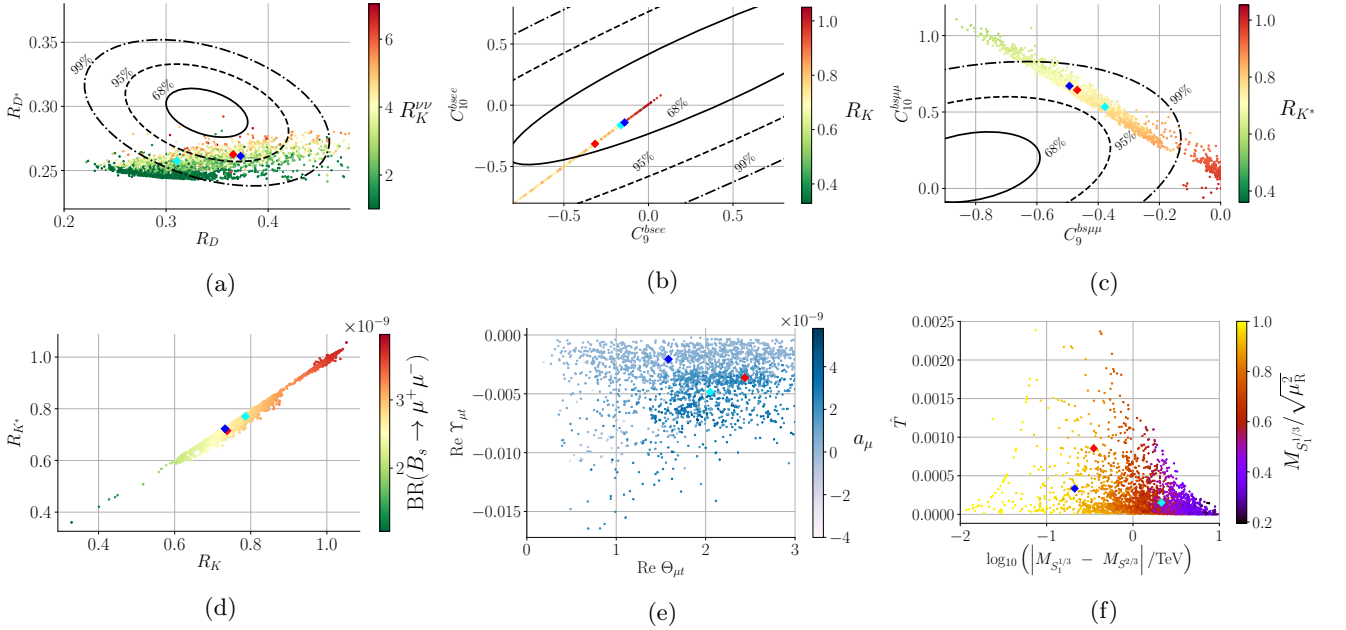 0.35
0.30
0.25
R_{D^*}
99%
95%
68%
0.2 0.3 0.4
R_D
6
4
2
R_K^{νν}
(a)
0.5
0.0
−0.5
C_{10}^{bsee}
68%
95%
99%
−0.5 0.0 0.5
C_9^{bsee}
1.0
0.8
0.6
0.4
R_K
(b)
1.0
0.5
0.0
C_{10}^{bsμμ}
99%
68%
95%
−0.8 −0.6 −0.4 −0.2 0.0
C_9^{bsμμ}
1.0
0.8
0.6
0.4
R_{K^*}
(c)
1.0
0.8
0.6
0.4
R_{K^*}
0.4 0.6 0.8 1.0
R_K
×10^{−9}
3
2
BR(B_s → μ^+μ^−)
(d)
0.000
−0.005
−0.010
−0.015
Re Υ_{μt}
0 1 2 3
Re Θ_{μt}
×10^{−9}
4
2
0
−2
−4
a_μ
(e)
0.0025
0.0020
0.0015
0.0010
0.0005
0.0000
T̂
−2 −1 0 1
log_{10}(|M_{S_1^{1/3}} − M_{S^{2/3}}|/TeV)
1.0
0.8
0.6
0.4
0.2
M_{S_1^{1/3}}/√μ_R^2
(f)